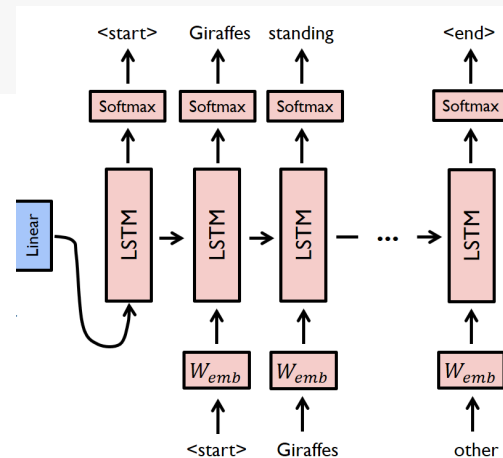 <start> Giraffes standing <end>
Softmax Softmax Softmax Softmax
Linear LSTM LSTM LSTM ... LSTM
W_emb W_emb W_emb
<start> Giraffes other